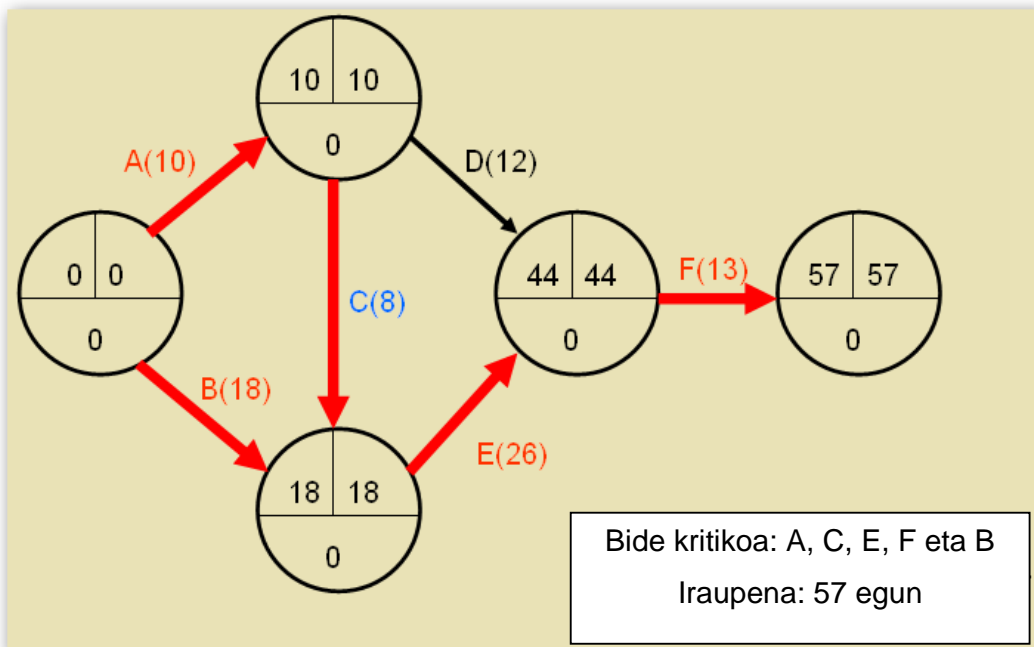 10 10
0
A(10)
D(12)
0 0
0
C(8)
44 44
0
F(13)
57 57
0
B(18)
E(26)
18 18
0
Bide kritikoa: A, C, E, F eta B
Iraupena: 57 egun